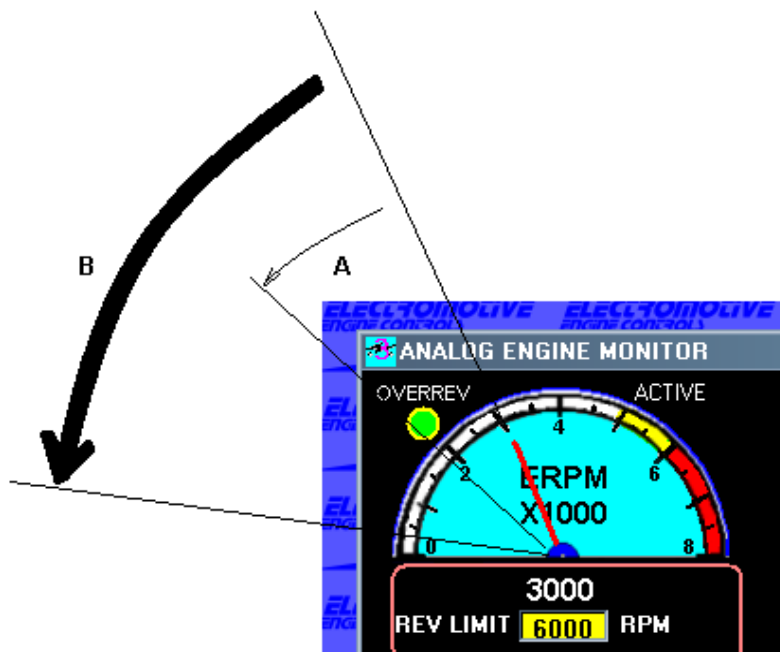 B
A
ELECTROMOTIVE ELECTROMOTIVE
ENGINE CONTROLS ENGINE CONTROLS
ANALOG ENGINE MONITOR
OVERREV ACTIVE
0 2 4 6 8
ERPM
X1000
3000
REV LIMIT 6000 RPM